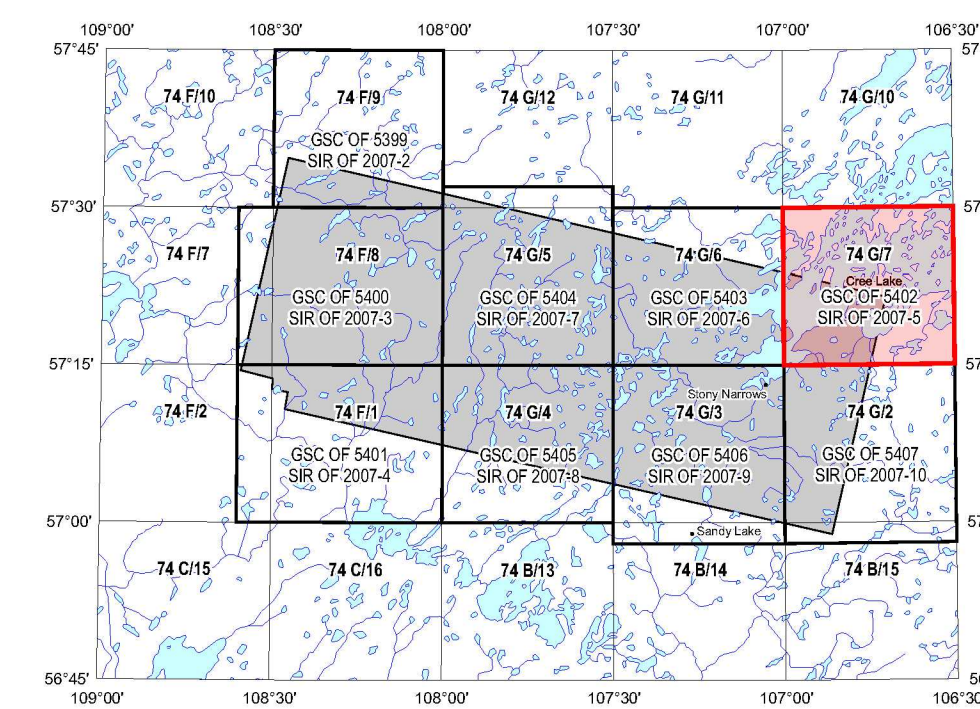 109°00' 108°30' 108°00' 107°30' 107°00' 106°30'
57°45' 57
74 F/10 74 F/9 74 G/12 74 G/11 74 G/10
GSC OF 5399
SIR OF 2007-2
57°30' 57
74 F/7 74 F/8 74 G/5 74 G/6 74 G/7
Cree Lake
GSC OF 5400 GSC OF 5404 GSC OF 5403 GSC OF 5402
SIR OF 2007-3 SIR OF 2007-7 SIR OF 2007-6 SIR OF 2007-5
57°15' 57
Stony Narrows
74 F/2 74 F/1 74 G/4 74 G/3 74 G/2
GSC OF 5401 GSC OF 5405 GSC OF 5406 GSC OF 5407
SIR OF 2007-4 SIR OF 2007-8 SIR OF 2007-9 SIR OF 2007-10
57°00' 57
Sandy Lake
74 C/15 74 C/16 74 B/13 74 B/14 74 B/15
56°45' 56
109°00' 108°30' 108°00' 107°30' 107°00' 106°30